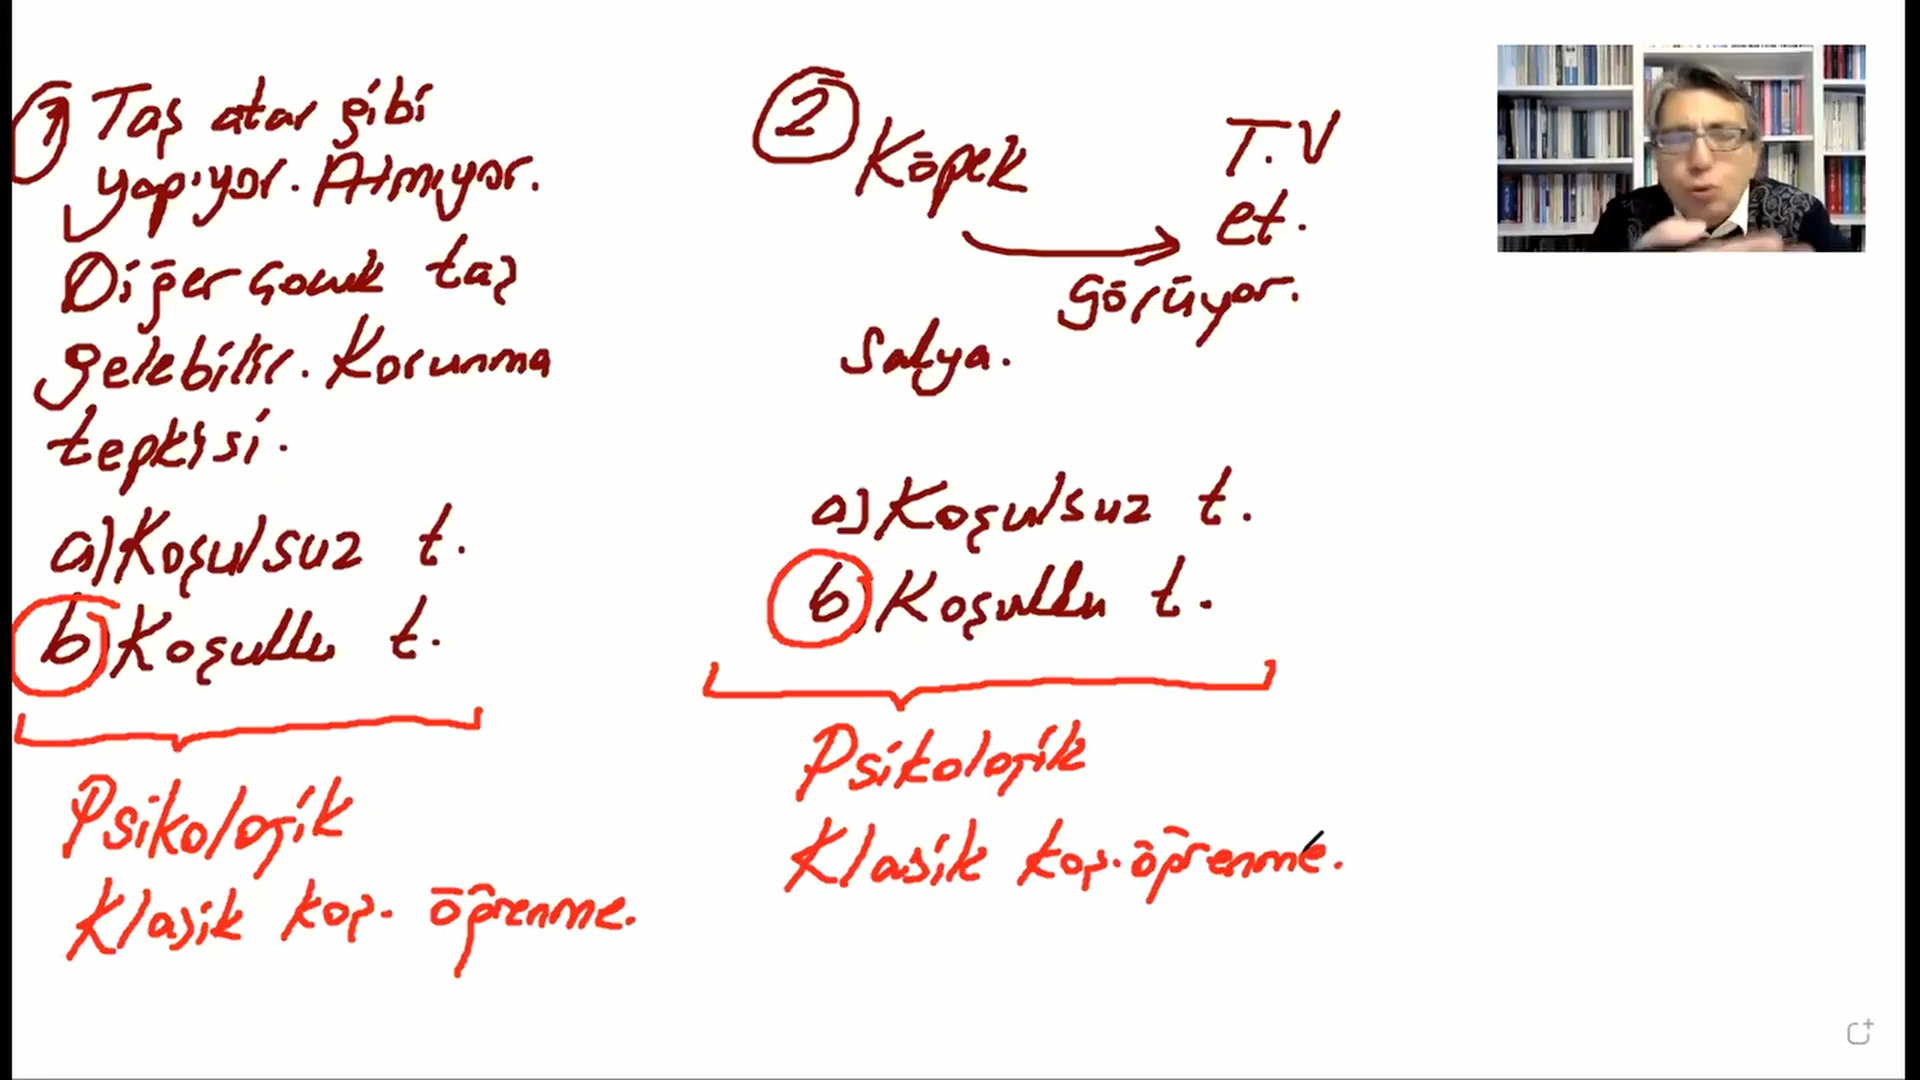 1 Taş atar gibi
yapıyor. Atmıyor.
Diğer çocuk taş
gelebilir. Korunma
tepkisi.
a) Koşulsuz t.
b) Koşullu t.
Psikolojik
Klasik koş. öğrenme.
2
Köpek
T.V
et.
görüyor.
Salya.
a) Koşulsuz t.
b) Koşullu t.
Psikolojik
Klasik koş. öğrenme.